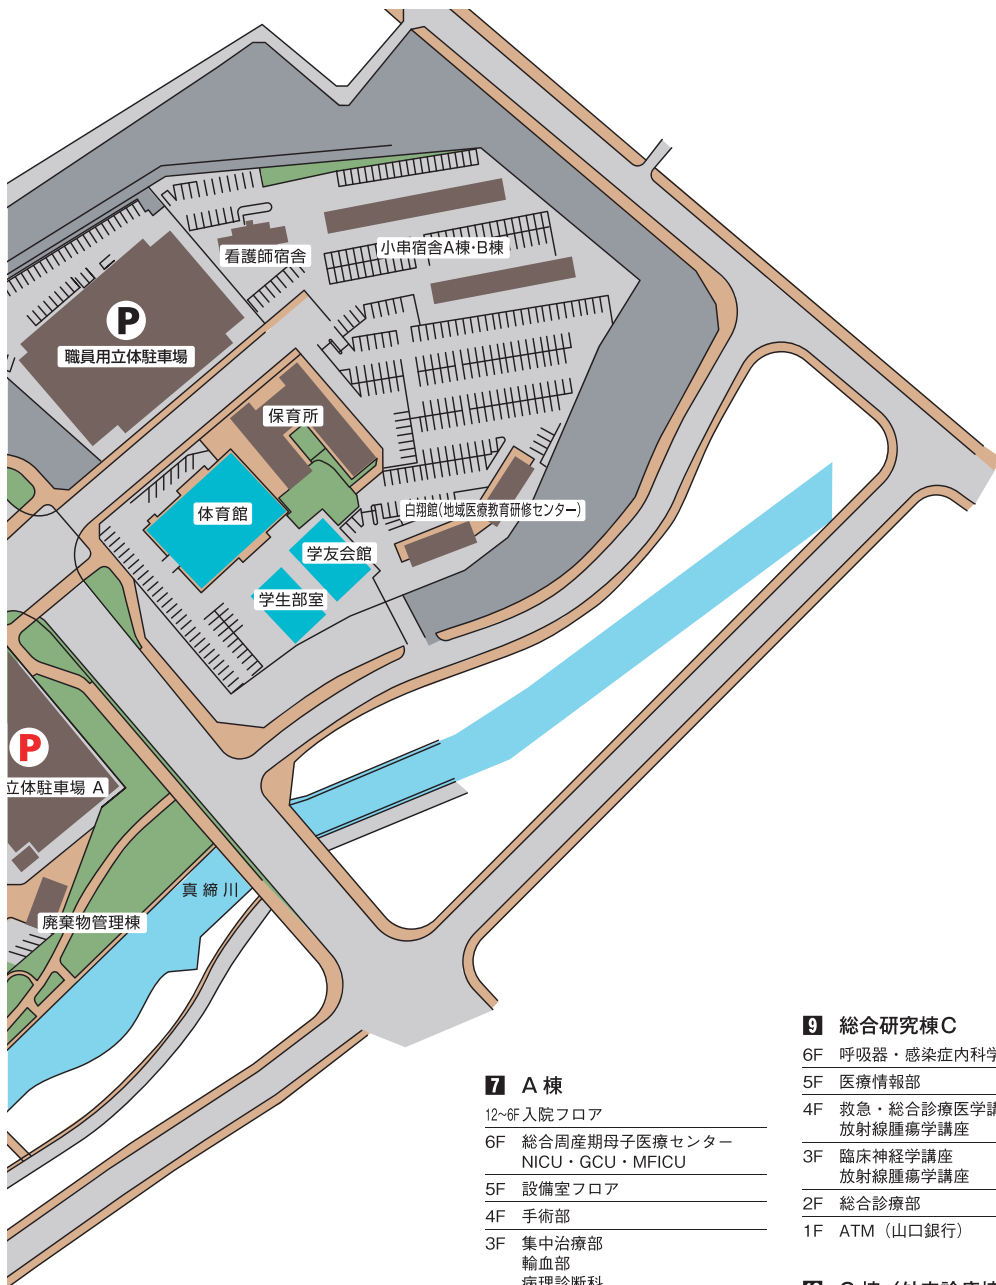 看護師宿舎
小串宿舎A棟・B棟
P
職員用立体駐車場
保育所
白翔館(地域医療教育研修センター)
体育館
学友会館
学生部室
P
立体駐車場 A
真締川
廃棄物管理棟
7 A棟
12~6F 入院フロア
6F 総合周産期母子医療センター
NICU・GCU・MFICU
5F 設備室フロア
4F 手術部
3F 集中治療部
輸血部
病理診断科
9 総合研究棟C
6F 呼吸器・感染症内科学
5F 医療情報部
4F 救急・総合診療医学講
放射線腫瘍学講座
3F 臨床神経学講座
放射線腫瘍学講座
2F 総合診療部
1F ATM（山口銀行）